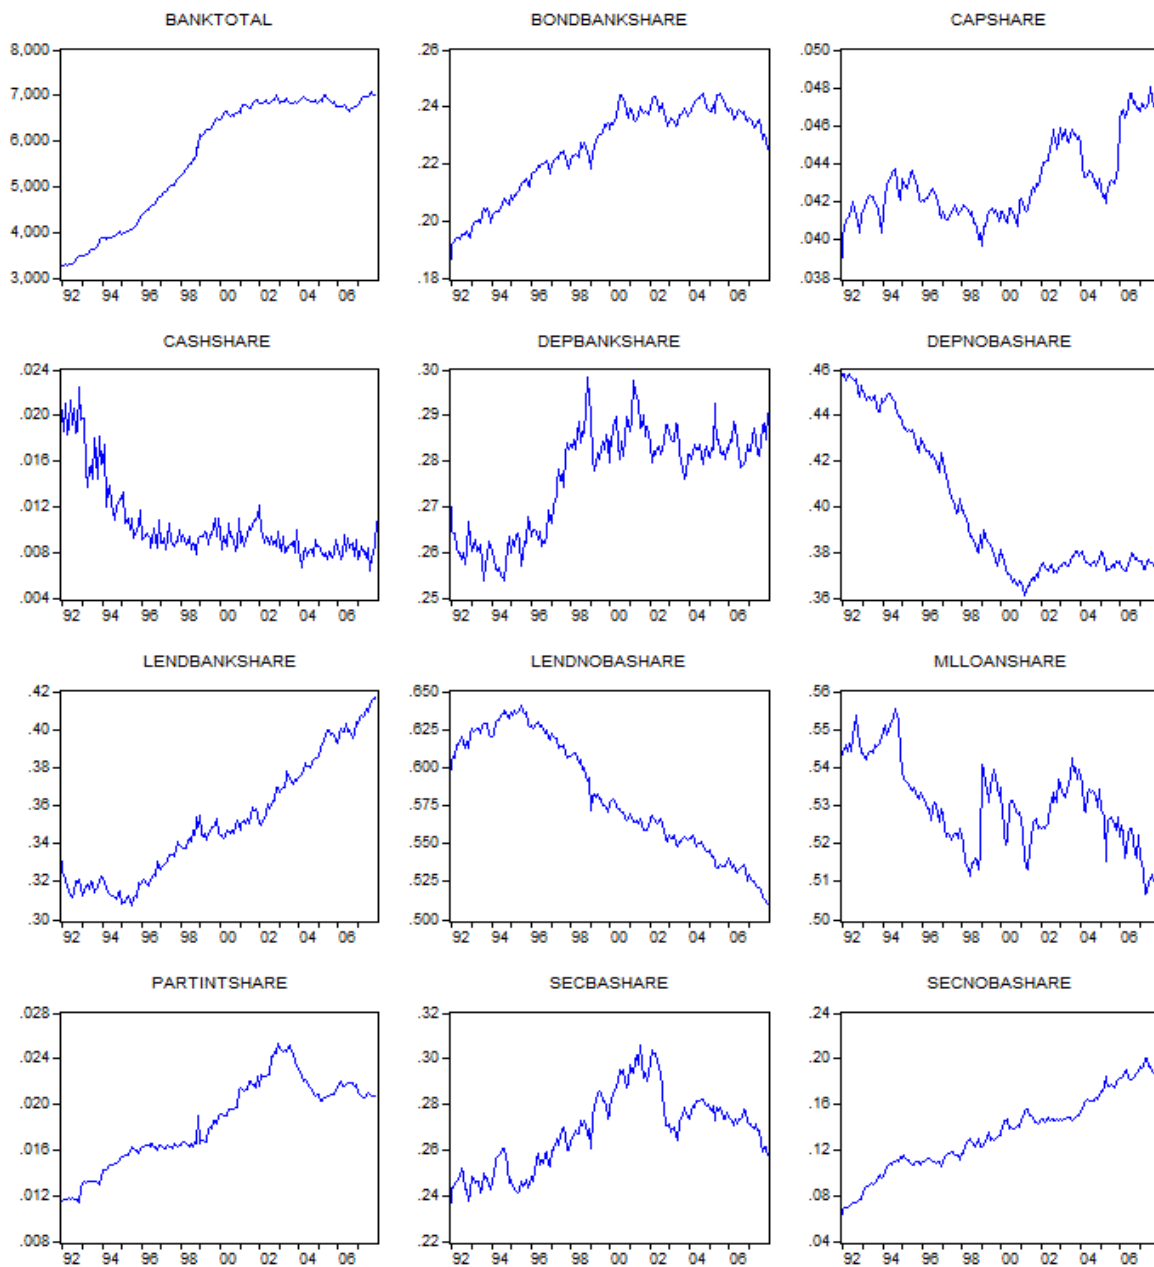 BANKTOTAL BONDBANKSHARE CAPSHARE
8,000 .26 .050
.048
7,000 .24 .046
6,000
.22 .044
5,000 .042
4,000 .20
.040
3,000 .18 .038
92 94 96 98 00 02 04 06 92 94 96 98 00 02 04 06 92 94 96 98 00 02 04 06
CASHSHARE DEPBANKSHARE DEPNOBASHARE
.024 .30 .46
.020 .29 .44
.016 .28 .42
.012 .27 .40
.008 .26 .38
.004 .25 .36
92 94 96 98 00 02 04 06 92 94 96 98 00 02 04 06 92 94 96 98 00 02 04 06
LENDBANKSHARE LENDNOBASHARE MLLOANSHARE
.42 .650 .56
.40 .625 .55
.38 .600 .54
.36 .575 .53
.34 .550 .52
.32 .525 .51
.30 .500 .50
92 94 96 98 00 02 04 06 92 94 96 98 00 02 04 06 92 94 96 98 00 02 04 06
PARTINTSHARE SECBASHARE SECNOBASHARE
.028 .32 .24
.024 .30 .20
.020 .28 .16
.016 .26 .12
.012 .24 .08
.008 .22 .04
92 94 96 98 00 02 04 06 92 94 96 98 00 02 04 06 92 94 96 98 00 02 04 06